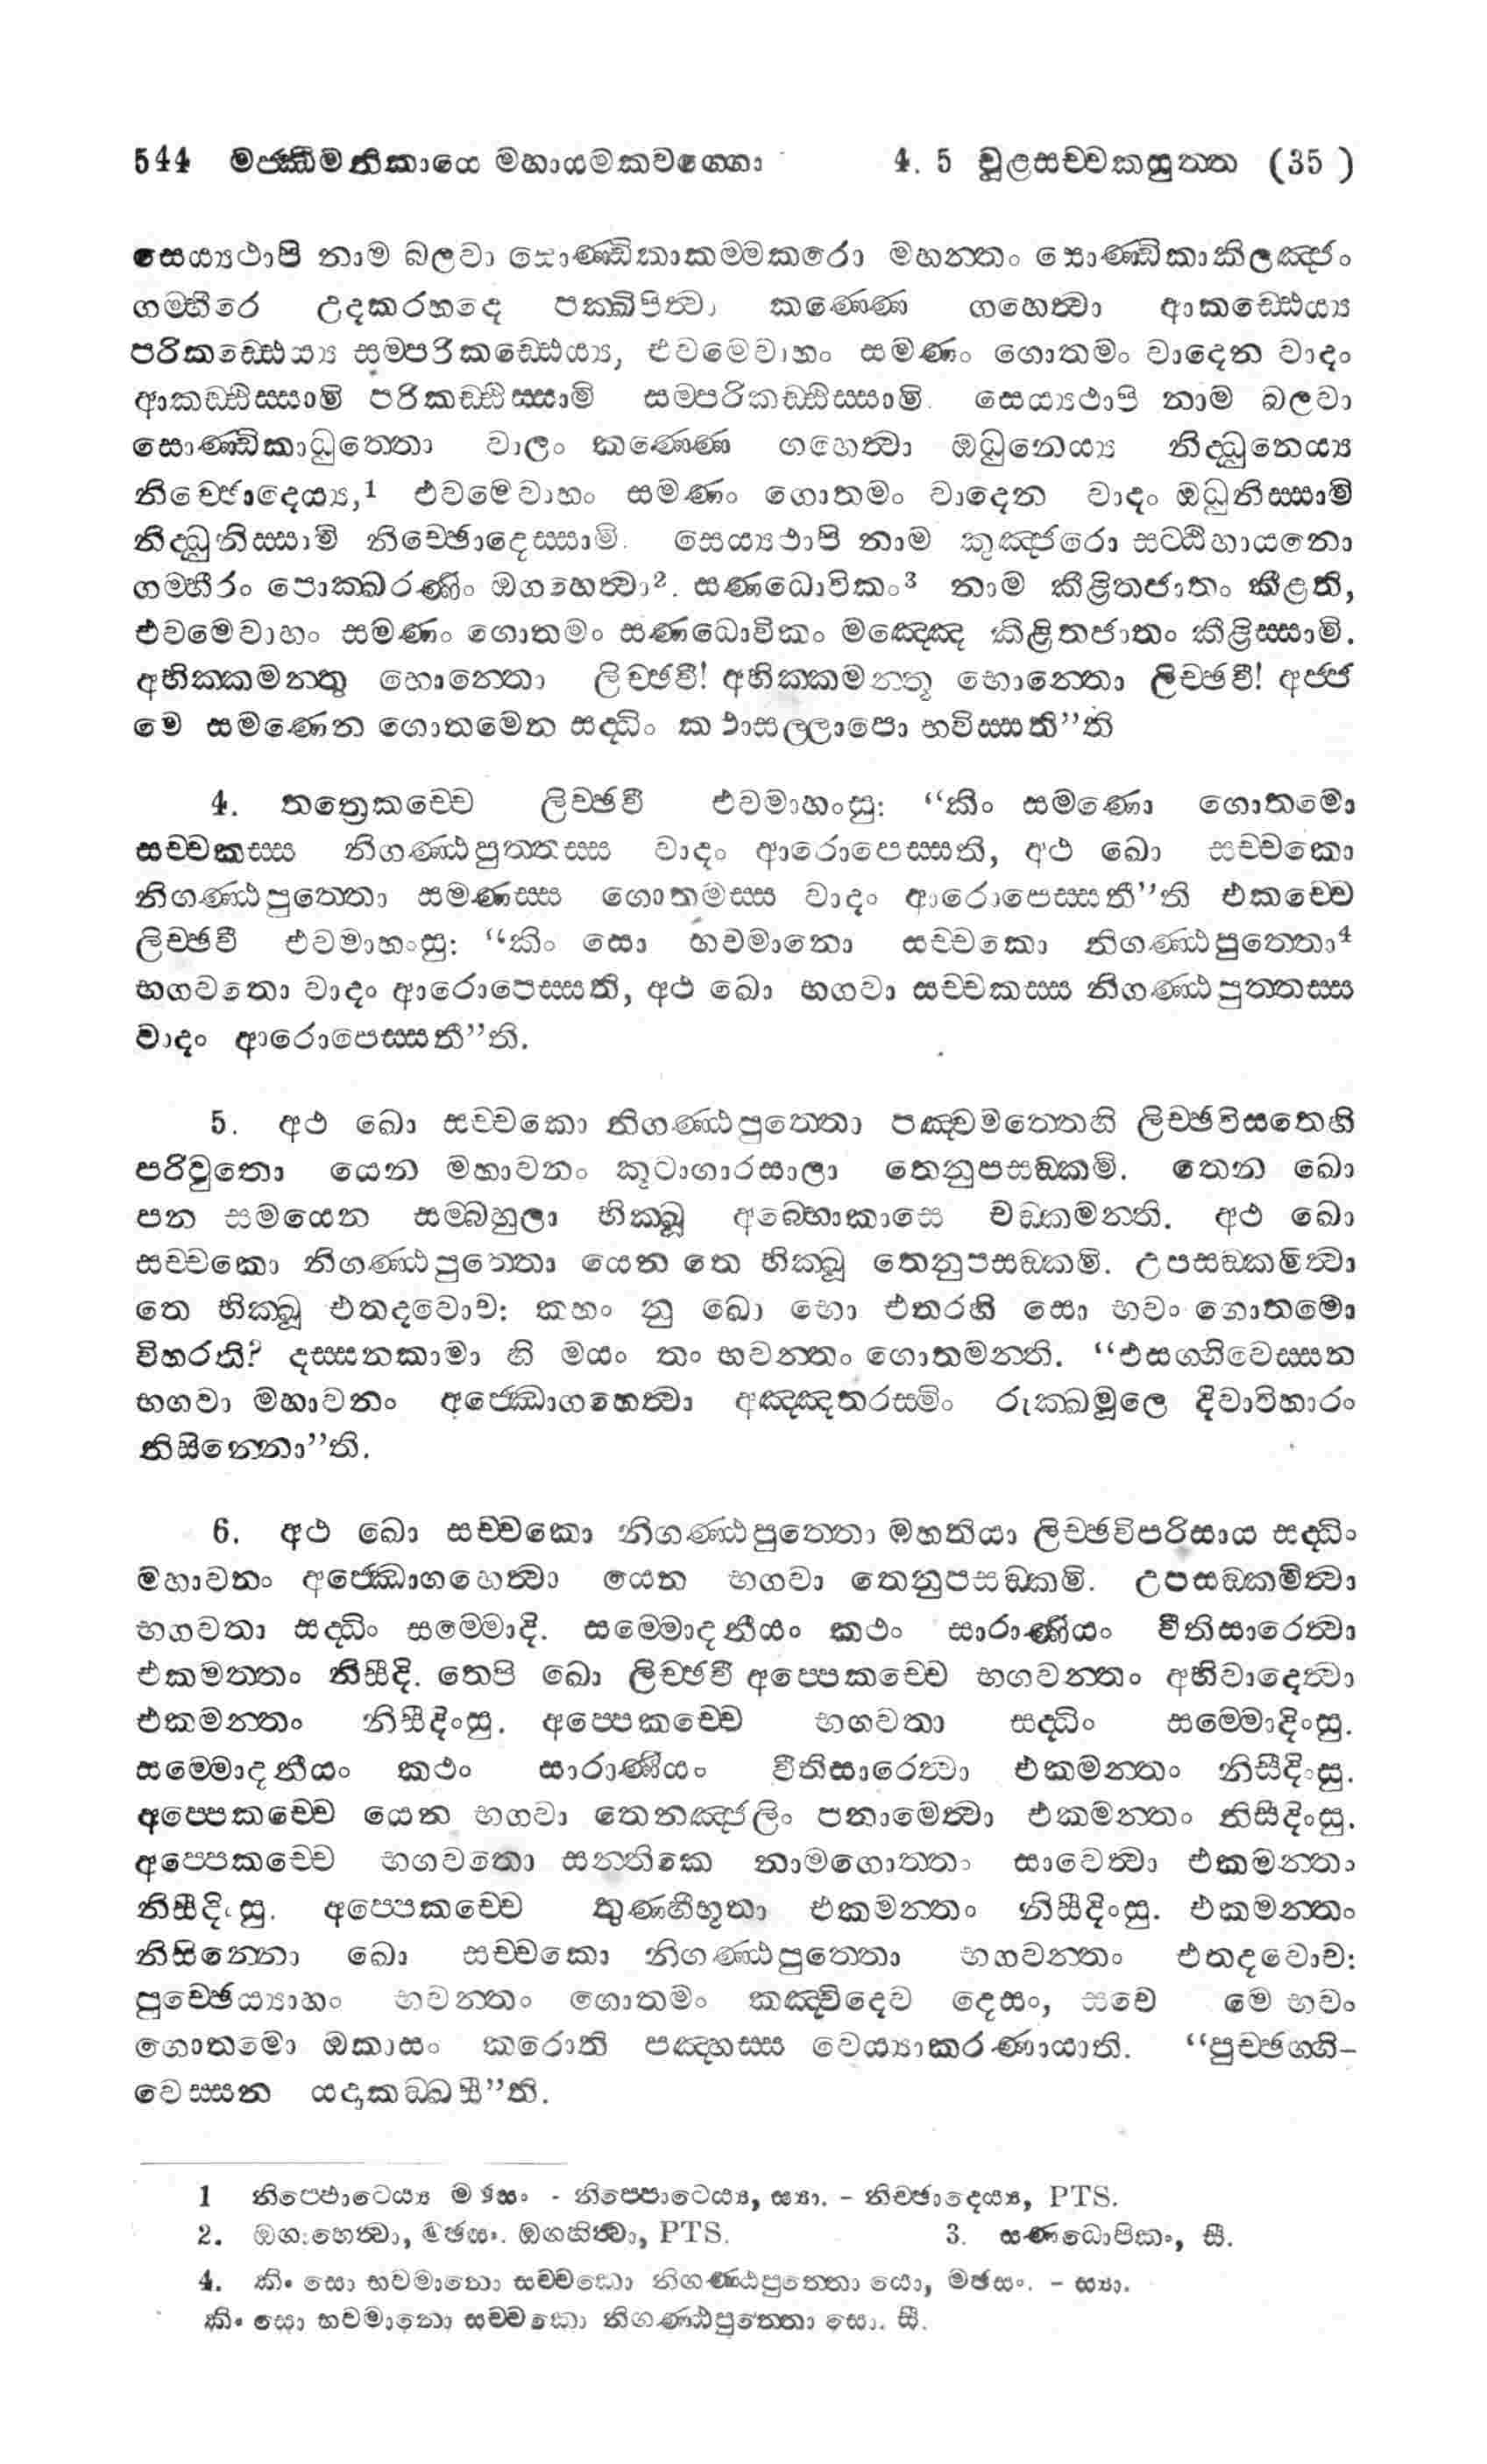 544 මජ්ඣිමනිකායෙ මහායමකවග්ගො 4. 5 චූළසච්චකසුත්ත (35)
සෙය්‍යථාපි නාම බලවා සොණ්ඩිකාකම්මකරො මහන්තං සොණ්ඩිකාකිලඤ්ජං
ගම්භීරෙ උදකරහදෙ පක්ඛිපිත්‍වා කණ්ණෙ ගහෙත්‍වා ආකඩ්ඪෙය්‍ය
පරිකඩ්ඪෙය්‍ය සම්පරිකඩ්ඪෙය්‍ය, එවමෙවාහං සමණං ගොතමං වාදෙන වාදං
ආකඩ්ඪිස්සාමි පරිකඩ්ඪිස්සාමි සම්පරිකඩ්ඪිස්සාමි. සෙය්‍යථාපි නාම බලවා
සොණ්ඩිකාධුත්තො වාලං කණ්ණෙ ගහෙත්‍වා ඔධුනෙය්‍ය නිද්ධුනෙය්‍ය
නිච්ඡොදෙය්‍ය,1 එවමෙවාහං සමණං ගොතමං වාදෙන වාදං ඔධුනිස්සාමි
නිද්ධුනිස්සාමි නිච්ඡොදෙස්සාමි. සෙය්‍යථාපි නාම කුඤ්ජරො සට්ඨිහායනො
ගම්භීරං පොක්ඛරණිං ඔගාහෙත්‍වා2. සණධොවිකං3 නාම කීළිතජාතං කීළති,
එවමෙවාහං සමණං ගොතමං සණධොවිකං මඤ්ඤෙ කීළිතජාතං කීළිස්සාමි.
අභික්කමන්තු භොන්තො ලිච්ඡවී! අභික්කමන්තු භොන්තො ලිච්ඡවී! අජ්ජ
මෙ සමණෙන ගොතමෙන සද්ධිං කථාසල්ලාපො භවිස්සති”ති
4. තත්‍රෙකච්චෙ ලිච්ඡවී එවමාහංසු: “කිං සමණො ගොතමො
සච්චකස්ස නිගණ්ඨපුත්තස්ස වාදං ආරොපෙස්සති, අථ ඛො සච්චකො
නිගණ්ඨපුත්තො සමණස්ස ගොතමස්ස වාදං ආරොපෙස්සතී”ති එකච්චෙ
ලිච්ඡවී එවමාහංසු: “කිං සො භවමානො සච්චකො නිගණ්ඨපුත්තො4
භගවතො වාදං ආරොපෙස්සති, අථ ඛො භගවා සච්චකස්ස නිගණ්ඨපුත්තස්ස
වාදං ආරොපෙස්සතී”ති.
5. අථ ඛො සච්චකො නිගණ්ඨපුත්තො පඤ්චමත්තෙහි ලිච්ඡවිසතෙහි
පරිවුතො යෙන මහාවනං කූටාගාරසාලා තෙනුපසඞ්කමි. තෙන ඛො
පන සමයෙන සම්බහුලා භික්ඛූ අබ්භොකාසෙ චඞ්කමන්ති. අථ ඛො
සච්චකො නිගණ්ඨපුත්තො යෙන තෙ භික්ඛූ තෙනුපසඞ්කමි. උපසඞ්කමිත්‍වා
තෙ භික්ඛූ එතදවොච: කහං නු ඛො භො එතරහි සො භවං ගොතමො
විහරති? දස්සනකාමා හි මයං තං භවන්තං ගොතමන්ති. “එසග්ගිවෙස්සන
භගවා මහාවනං අජ්ඣොගාහෙත්‍වා අඤ්ඤතරස්මිං රුක්ඛමූලෙ දිවාවිහාරං
නිසින්නො”ති.
6. අථ ඛො සච්චකො නිගණ්ඨපුත්තො මහතියා ලිච්ඡවිපරිසාය සද්ධිං
මහාවනං අජ්ඣොගහෙත්‍වා යෙන භගවා තෙනුපසඞ්කමි. උපසඞ්කමිත්‍වා
භගවතා සද්ධිං සම්මොදි. සම්මොදනීයං කථං සාරාණීයං වීතිසාරෙත්‍වා
එකමන්තං නිසීදි. තෙපි ඛො ලිච්ඡවී අප්පෙකච්චෙ භගවන්තං අභිවාදෙත්‍වා
එකමන්තං නිසීදිංසු. අප්පෙකච්චෙ භගවතා සද්ධිං සම්මොදිංසු.
සම්මොදනීයං කථං සාරාණීයං වීතිසාරෙත්‍වා එකමන්තං නිසීදිංසු.
අප්පෙකච්චෙ යෙන භගවා තෙනඤ්ජලිං පනාමෙත්‍වා එකමන්තං නිසීදිංසු.
අප්පෙකච්චෙ භගවතො සන්තිකෙ නාමගොත්තං සාවෙත්‍වා එකමන්තං
නිසීදිංසු. අප්පෙකච්චෙ තුණ්හීභූතා එකමන්තං නිසීදිංසු. එකමන්තං
නිසින්නො ඛො සච්චකො නිගණ්ඨපුත්තො භගවන්තං එතදවොච:
පුච්ඡෙය්‍යාහං භවන්තං ගොතමං කඤ්චිදෙව දෙසං, සචෙ මෙ භවං
ගොතමො ඔකාසං කරොති පඤ්හස්ස වෙය්‍යාකරණායාති. “පුච්ඡග්ගි-
වෙස්සන යදාකඞ්ඛසී”ති.
1 නිප්ඵොටෙය්‍ය මඡසං - නිප්පොටෙය්‍ය, ස්‍යා. – නිච්ඡාදෙය්‍ය, PTS.
2. ඔගාහෙත්‍වා, මඡසං. ඔගහිත්‍වා, PTS. 3. සණධොපිකං, සී.
4. කිං සො භවමානො සච්චකො නිගණ්ඨපුත්තො යො, මඡසං. – ස්‍යා.
කිං සො භවමානො සච්චකො නිගණ්ඨපුත්තො සො. සී.